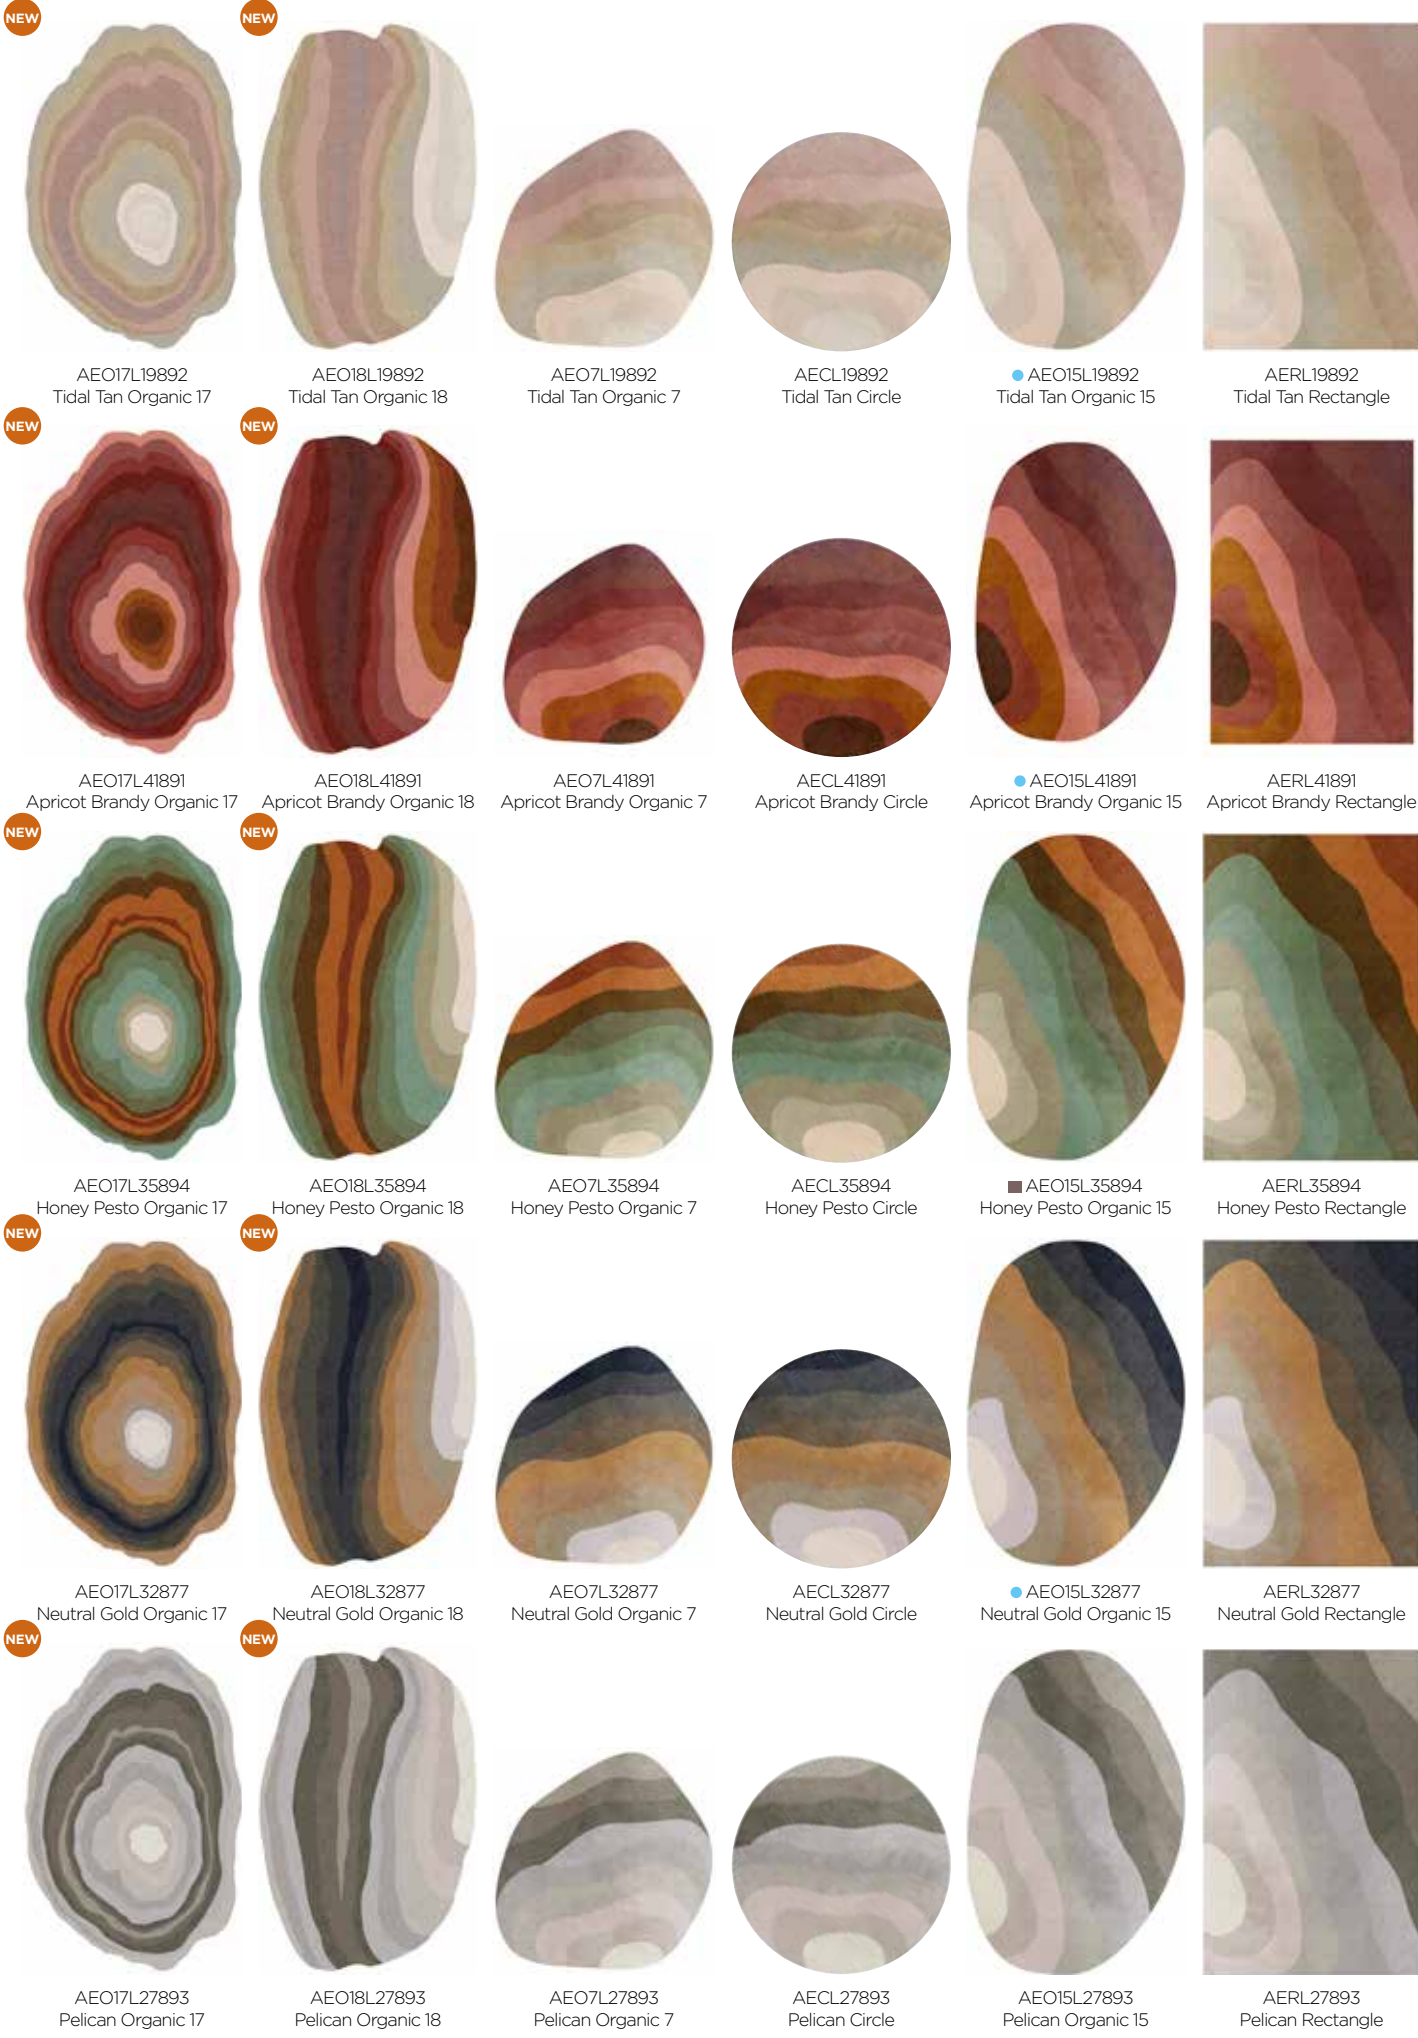 NEW
NEW
AEO17L19892
Tidal Tan Organic 17
AEO18L19892
Tidal Tan Organic 18
AEO7L19892
Tidal Tan Organic 7
AECL19892
Tidal Tan Circle
AEO15L19892
Tidal Tan Organic 15
AERL19892
Tidal Tan Rectangle
NEW
NEW
AEO17L41891
Apricot Brandy Organic 17
AEO18L41891
Apricot Brandy Organic 18
AEO7L41891
Apricot Brandy Organic 7
AECL41891
Apricot Brandy Circle
AEO15L41891
Apricot Brandy Organic 15
AERL41891
Apricot Brandy Rectangle
NEW
NEW
AEO17L35894
Honey Pesto Organic 17
AEO18L35894
Honey Pesto Organic 18
AEO7L35894
Honey Pesto Organic 7
AECL35894
Honey Pesto Circle
AEO15L35894
Honey Pesto Organic 15
AERL35894
Honey Pesto Rectangle
NEW
NEW
AEO17L32877
Neutral Gold Organic 17
AEO18L32877
Neutral Gold Organic 18
AEO7L32877
Neutral Gold Organic 7
AECL32877
Neutral Gold Circle
AEO15L32877
Neutral Gold Organic 15
AERL32877
Neutral Gold Rectangle
NEW
NEW
AEO17L27893
Pelican Organic 17
AEO18L27893
Pelican Organic 18
AEO7L27893
Pelican Organic 7
AECL27893
Pelican Circle
AEO15L27893
Pelican Organic 15
AERL27893
Pelican Rectangle